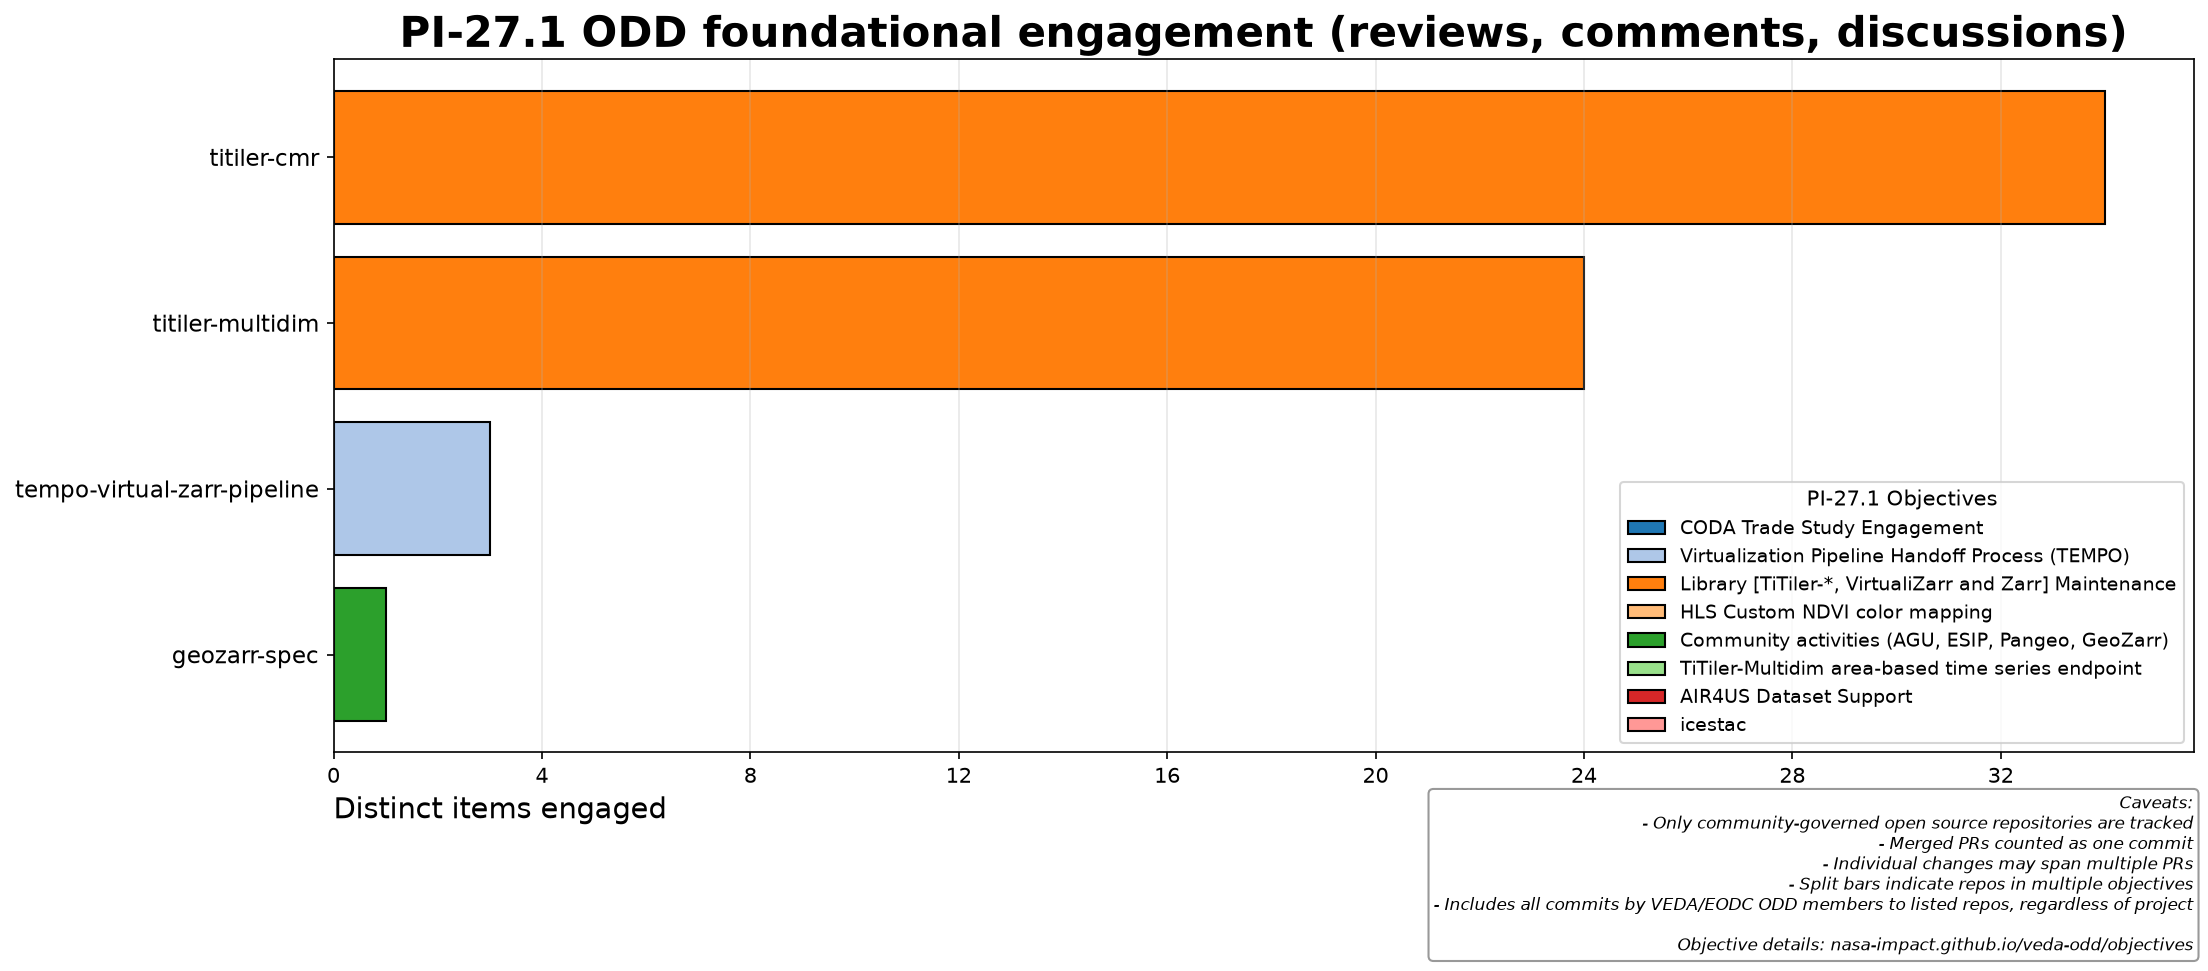 PI-27.1 ODD foundational engagement (reviews, comments, discussions)
titiler-cmr
titiler-multidim
tempo-virtual-zarr-pipeline
geozarr-spec
PI-27.1 Objectives
CODA Trade Study Engagement
Virtualization Pipeline Handoff Process (TEMPO)
Library [TiTiler-*, VirtualiZarr and Zarr] Maintenance
HLS Custom NDVI color mapping
Community activities (AGU, ESIP, Pangeo, GeoZarr)
TiTiler-Multidim area-based time series endpoint
AIR4US Dataset Support
icestac
0 4 8 12 16 20 24 28 32
Distinct items engaged
Caveats:
- Only community-governed open source repositories are tracked
- Merged PRs counted as one commit
- Individual changes may span multiple PRs
- Split bars indicate repos in multiple objectives
- Includes all commits by VEDA/EODC ODD members to listed repos, regardless of project
Objective details: nasa-impact.github.io/veda-odd/objectives